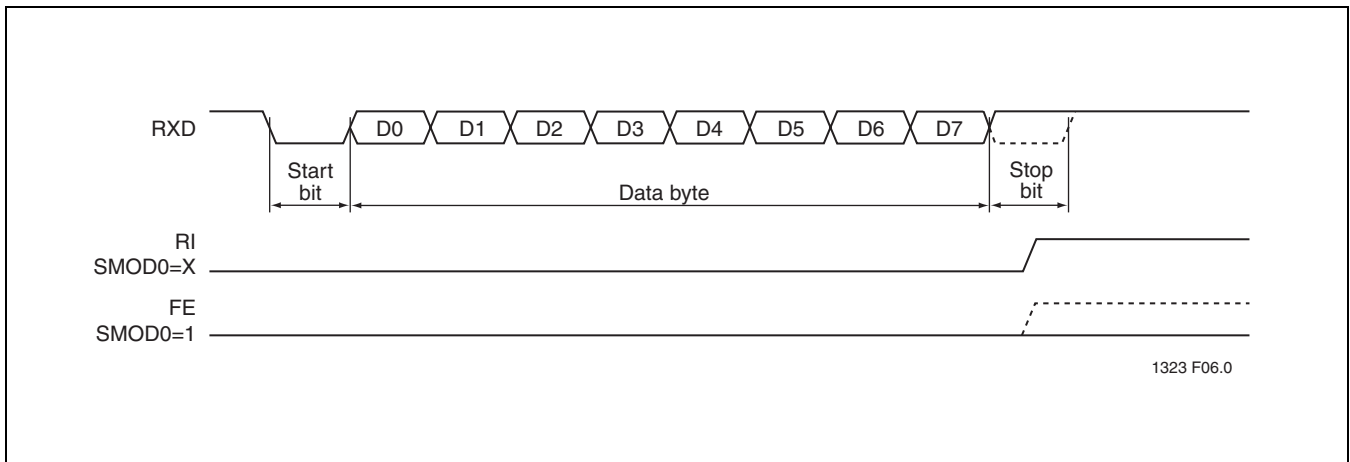 RXD
D0 D1 D2 D3 D4 D5 D6 D7
Start
bit
Data byte
Stop
bit
RI
SMOD0=X
FE
SMOD0=1
1323 F06.0